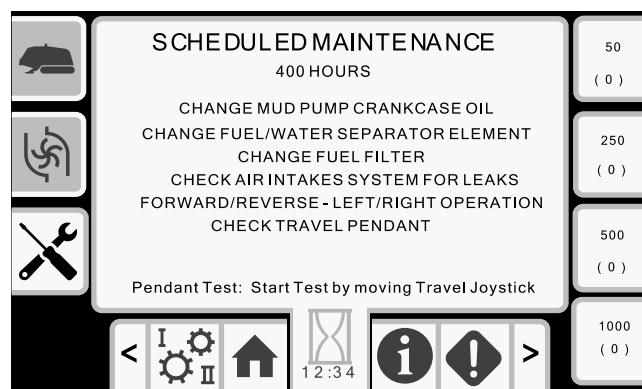 SCHEDULED MAINTENANCE
400 HOURS
CHANGE MUD PUMP CRANKCASE OIL
CHANGE FUEL/WATER SEPARATOR ELEMENT
CHANGE FUEL FILTER
CHECK AIR INTAKES SYSTEM FOR LEAKS
FORWARD/REVERSE - LEFT/RIGHT OPERATION
CHECK TRAVEL PENDANT
Pendant Test: Start Test by moving Travel Joystick
50
(0)
250
(0)
500
(0)
1000
(0)
<
I
II
12:34
i
!
>